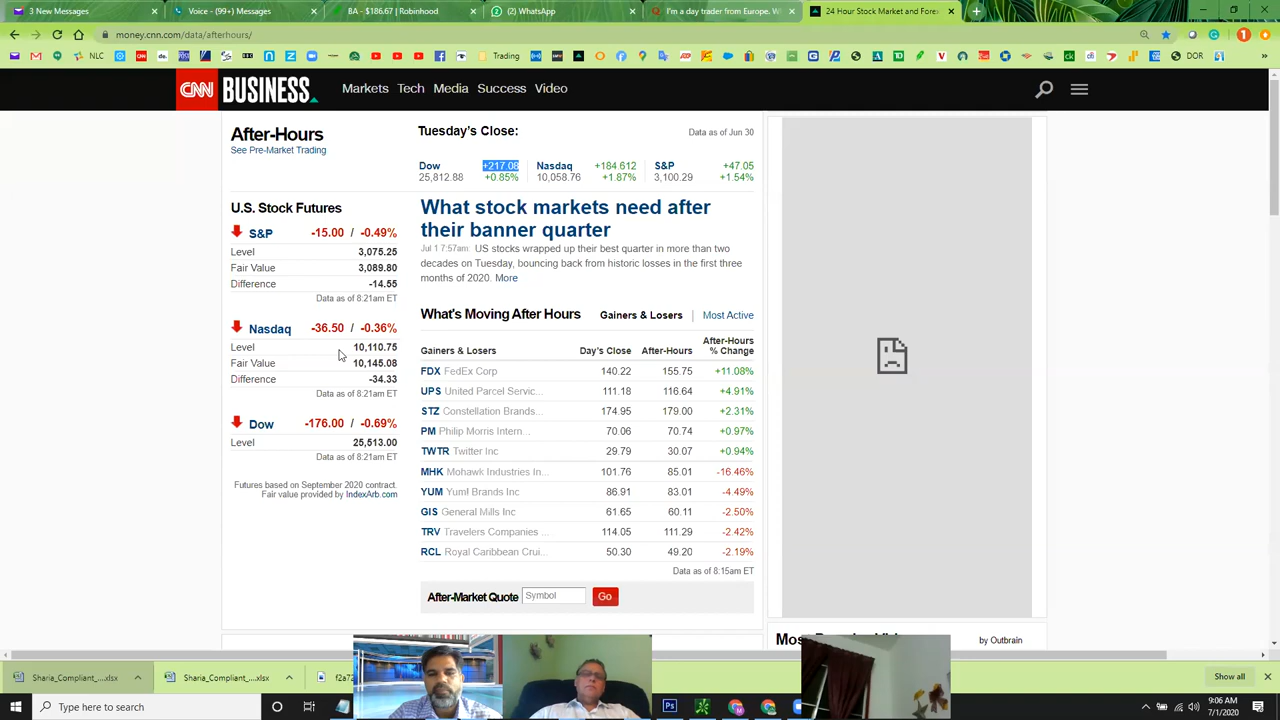 3 New Messages
Voice - (99+) Messages
BA - $186.67 | Robinhood
(2) WhatsApp
I'm a day trader from Europe. W
24 Hour Stock Market and Forex
money.cnn.com/data/afterhours/
NLC
Trading
DOR
CNN BUSINESS
Markets Tech Media Success Video
After-Hours
See Pre-Market Trading
Tuesday's Close:
Data as of Jun 30
Dow +217.08 Nasdaq +184.612 S&P +47.05
25,812.88 +0.85% 10,058.76 +1.87% 3,100.29 +1.54%
U.S. Stock Futures
S&P -15.00 / -0.49%
Level 3,075.25
Fair Value 3,089.80
Difference -14.55
Data as of 8:21am ET
Nasdaq -36.50 / -0.36%
Level 10,110.75
Fair Value 10,145.08
Difference -34.33
Data as of 8:21am ET
Dow -176.00 / -0.69%
Level 25,513.00
Data as of 8:21am ET
Futures based on September 2020 contract.
Fair value provided by IndexArb.com
What stock markets need after
their banner quarter
Jul 1 7:57am: US stocks wrapped up their best quarter in more than two
decades on Tuesday, bouncing back from historic losses in the first three
months of 2020. More
What's Moving After Hours Gainers & Losers | Most Active
Gainers & Losers Day's Close After-Hours After-Hours % Change
FDX FedEx Corp 140.22 155.75 +11.08%
UPS United Parcel Servic... 111.18 116.64 +4.91%
STZ Constellation Brands... 174.95 179.00 +2.31%
PM Philip Morris Intern... 70.06 70.74 +0.97%
TWTR Twitter Inc 29.79 30.07 +0.94%
MHK Mohawk Industries In... 101.76 85.01 -16.46%
YUM Yum! Brands Inc 86.91 83.01 -4.49%
GIS General Mills Inc 61.65 60.11 -2.50%
TRV Travelers Companies ... 114.05 111.29 -2.42%
RCL Royal Caribbean Crui... 50.30 49.20 -2.19%
Data as of 8:15am ET
After-Market Quote Symbol Go
by Outbrain
Sharia_Compliant_....xlsx
Sharia_Compliant_....xlsx
f2a72
Show all
Type here to search
9:06 AM
7/1/2020